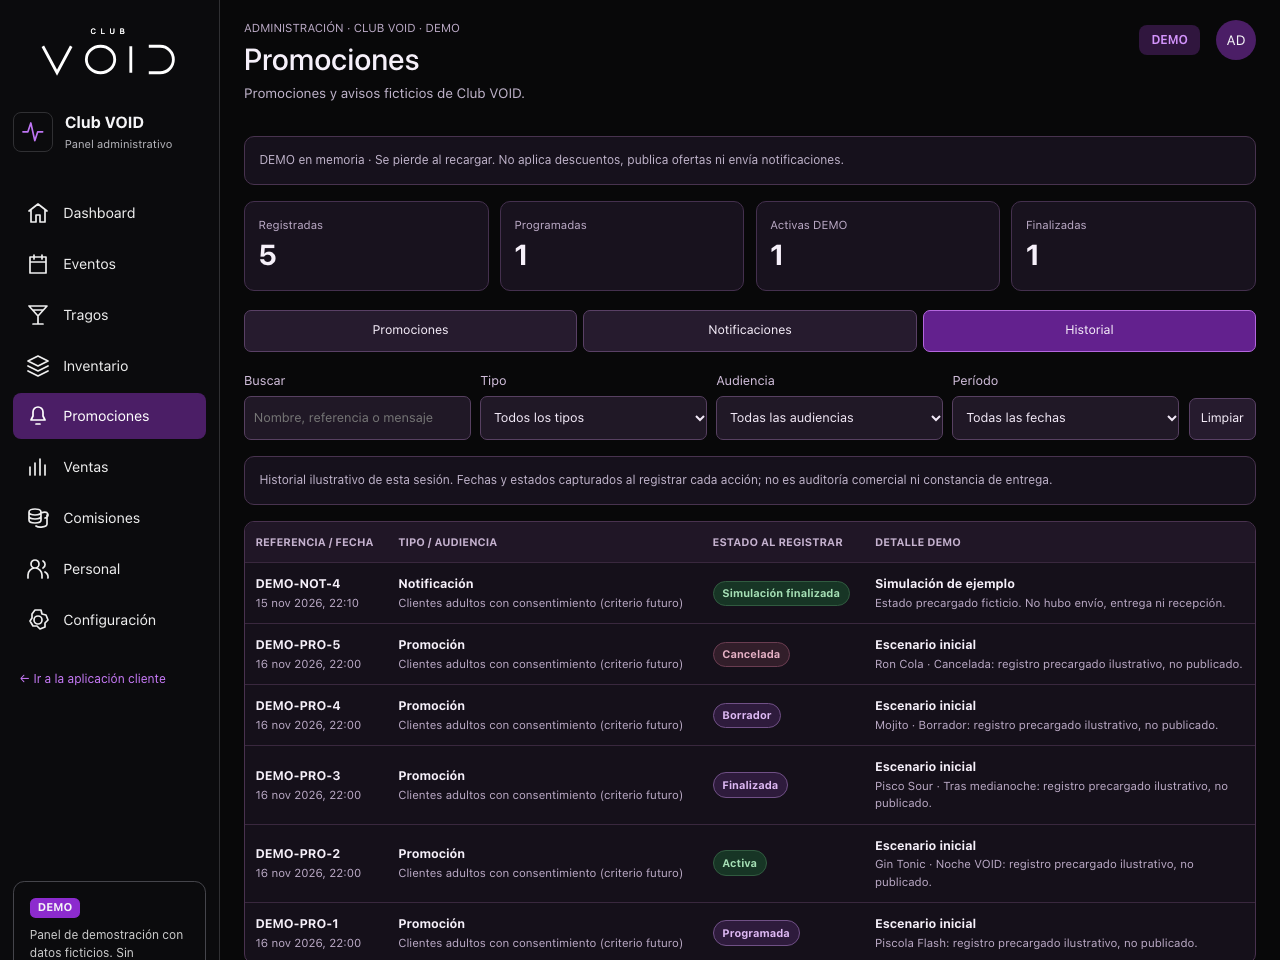 CLUB
VOID
Club VOID
Panel administrativo
Dashboard
Eventos
Tragos
Inventario
Promociones
Ventas
Comisiones
Personal
Configuración
← Ir a la aplicación cliente
DEMO
Panel de demostración con
datos ficticios. Sin
ADMINISTRACIÓN · CLUB VOID · DEMO
Promociones
Promociones y avisos ficticios de Club VOID.
DEMO
AD
DEMO en memoria · Se pierde al recargar. No aplica descuentos, publica ofertas ni envía notificaciones.
Registradas
5
Programadas
1
Activas DEMO
1
Finalizadas
1
Promociones
Notificaciones
Historial
Buscar
Nombre, referencia o mensaje
Tipo
Todos los tipos
Audiencia
Todas las audiencias
Período
Todas las fechas
Limpiar
Historial ilustrativo de esta sesión. Fechas y estados capturados al registrar cada acción; no es auditoría comercial ni constancia de entrega.
REFERENCIA / FECHA TIPO / AUDIENCIA ESTADO AL REGISTRAR DETALLE DEMO
DEMO-NOT-4
15 nov 2026, 22:10
Notificación
Clientes adultos con consentimiento (criterio futuro)
Simulación finalizada
Simulación de ejemplo
Estado precargado ficticio. No hubo envío, entrega ni recepción.
DEMO-PRO-5
16 nov 2026, 22:00
Promoción
Clientes adultos con consentimiento (criterio futuro)
Cancelada
Escenario inicial
Ron Cola · Cancelada: registro precargado ilustrativo, no publicado.
DEMO-PRO-4
16 nov 2026, 22:00
Promoción
Clientes adultos con consentimiento (criterio futuro)
Borrador
Escenario inicial
Mojito · Borrador: registro precargado ilustrativo, no publicado.
DEMO-PRO-3
16 nov 2026, 22:00
Promoción
Clientes adultos con consentimiento (criterio futuro)
Finalizada
Escenario inicial
Pisco Sour · Tras medianoche: registro precargado ilustrativo, no
publicado.
DEMO-PRO-2
16 nov 2026, 22:00
Promoción
Clientes adultos con consentimiento (criterio futuro)
Activa
Escenario inicial
Gin Tonic · Noche VOID: registro precargado ilustrativo, no
publicado.
DEMO-PRO-1
16 nov 2026, 22:00
Promoción
Clientes adultos con consentimiento (criterio futuro)
Programada
Escenario inicial
Piscola Flash: registro precargado ilustrativo, no publicado.